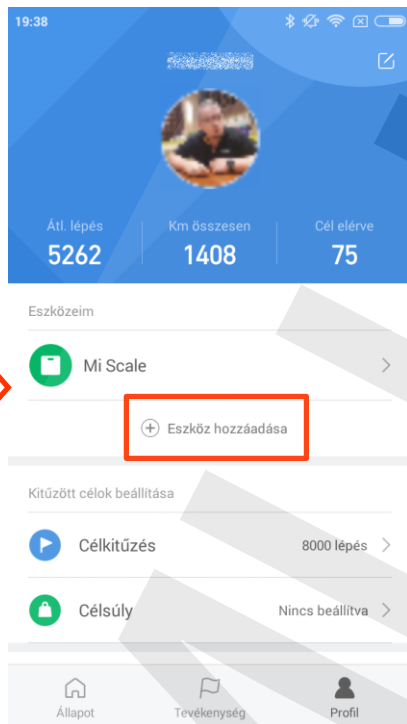 19:38
Átl. lépés
Km összesen
Cél elérve
5262
1408
75
Eszközeim
Mi Scale
Eszköz hozzáadása
Kitűzött célok beállítása
Célkitűzés
8000 lépés
Célsúly
Nincs beállítva
Állapot
Tevékenység
Profil